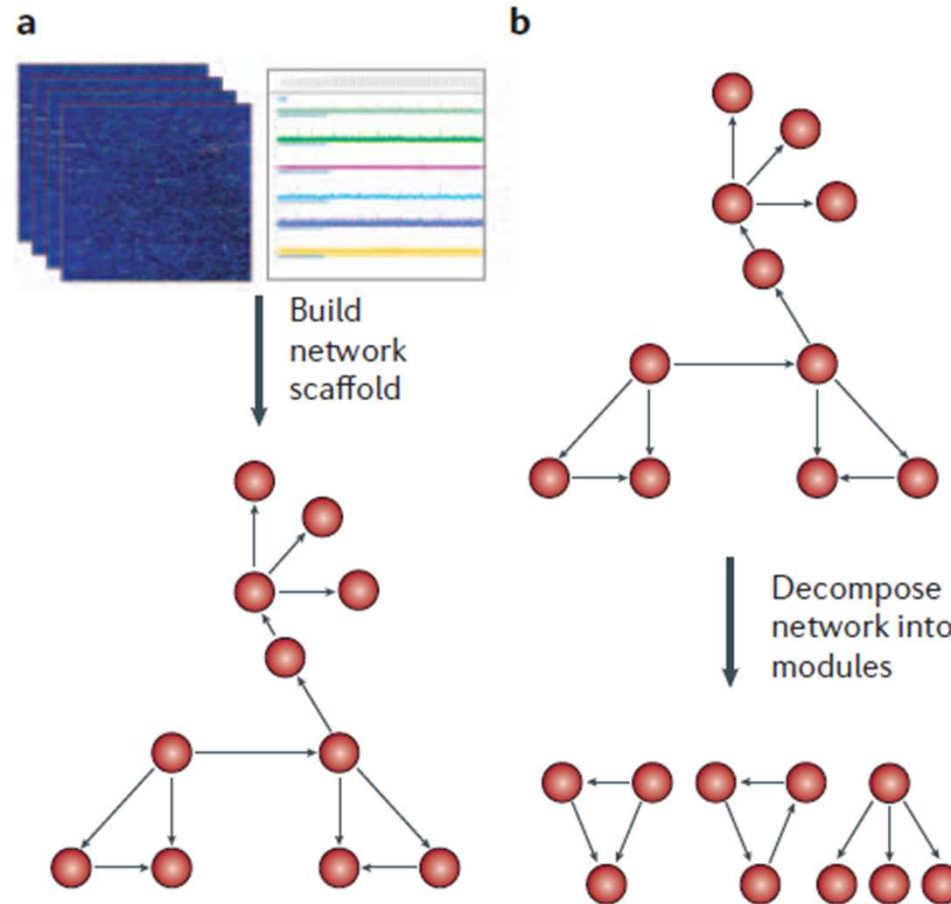 a
b
Build
network
scaffold
Decompose
network into
modules